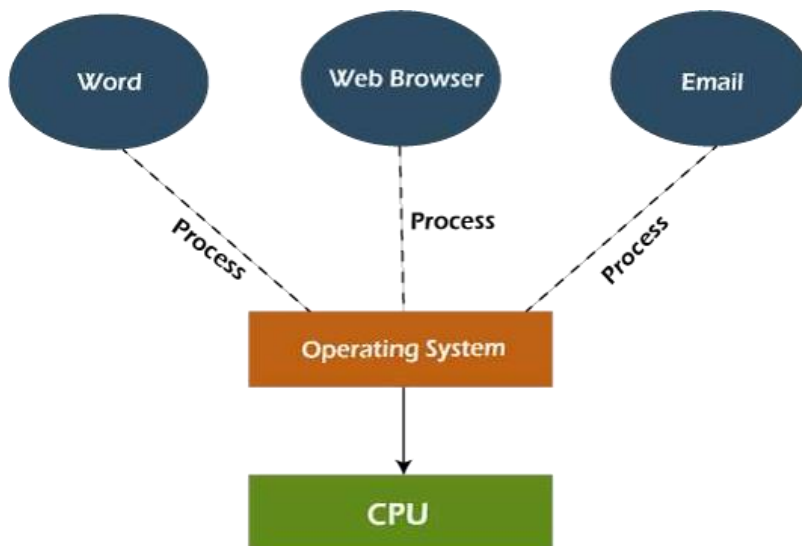 Word
Web Browser
Email
Process
Process
Process
Operating System
CPU